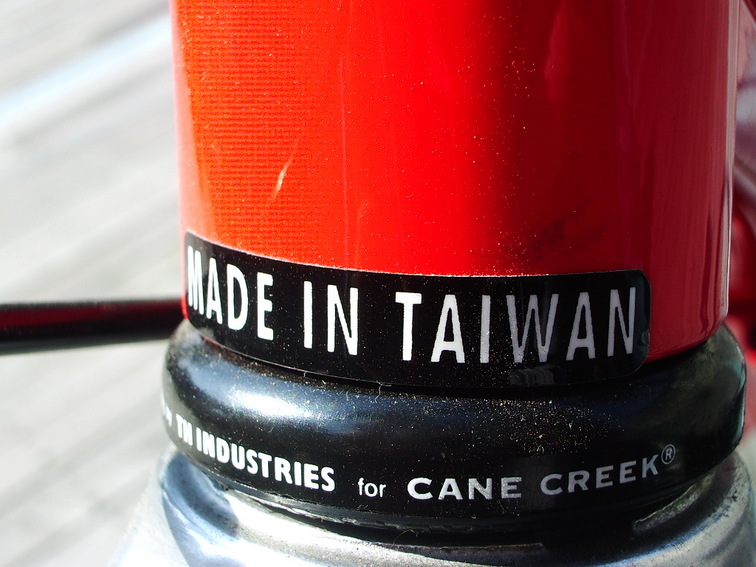 MADE IN TAIWAN
TH INDUSTRIES for CANE CREEK®